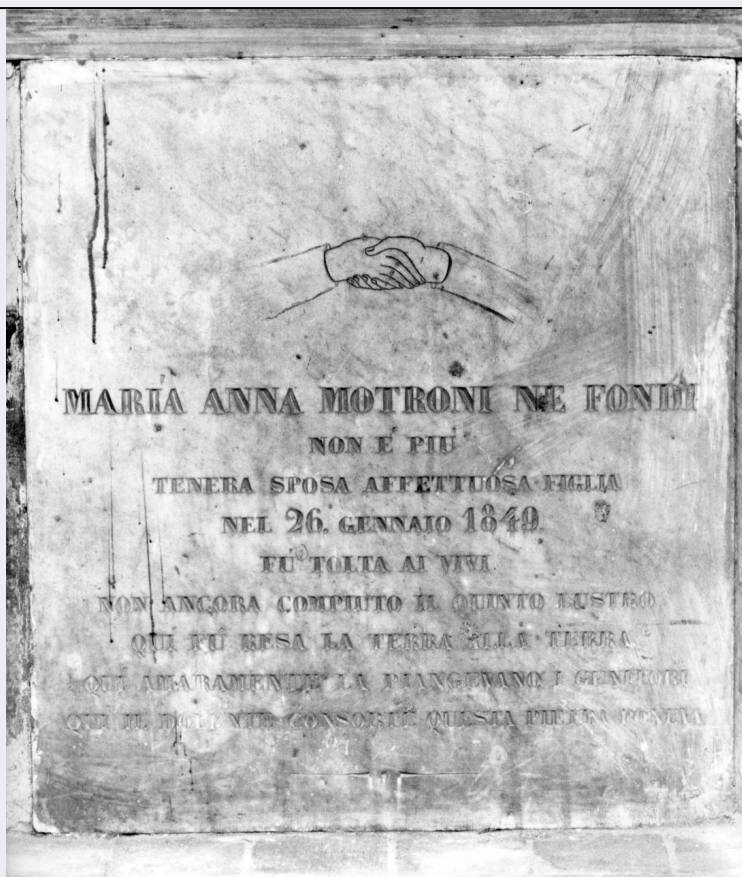 MARIA ANNA MOTRONI NE' FONDI
NON E' PIU'
TENERA SPOSA AFFETTUOSA FIGLIA
NEL 26. GENNAIO 1849.
FU' TOLTA AI VIVI
NON ANCORA COMPIUTO IL QUINTO LUSTRO
QUI FU' RESA LA TERRA ALLA TERRA
QUI AMARAMENTE LA PIANGEVANO I GENITORI
QUI IL DOLENTE CONSORTE QUESTA PIETRA PONEVA